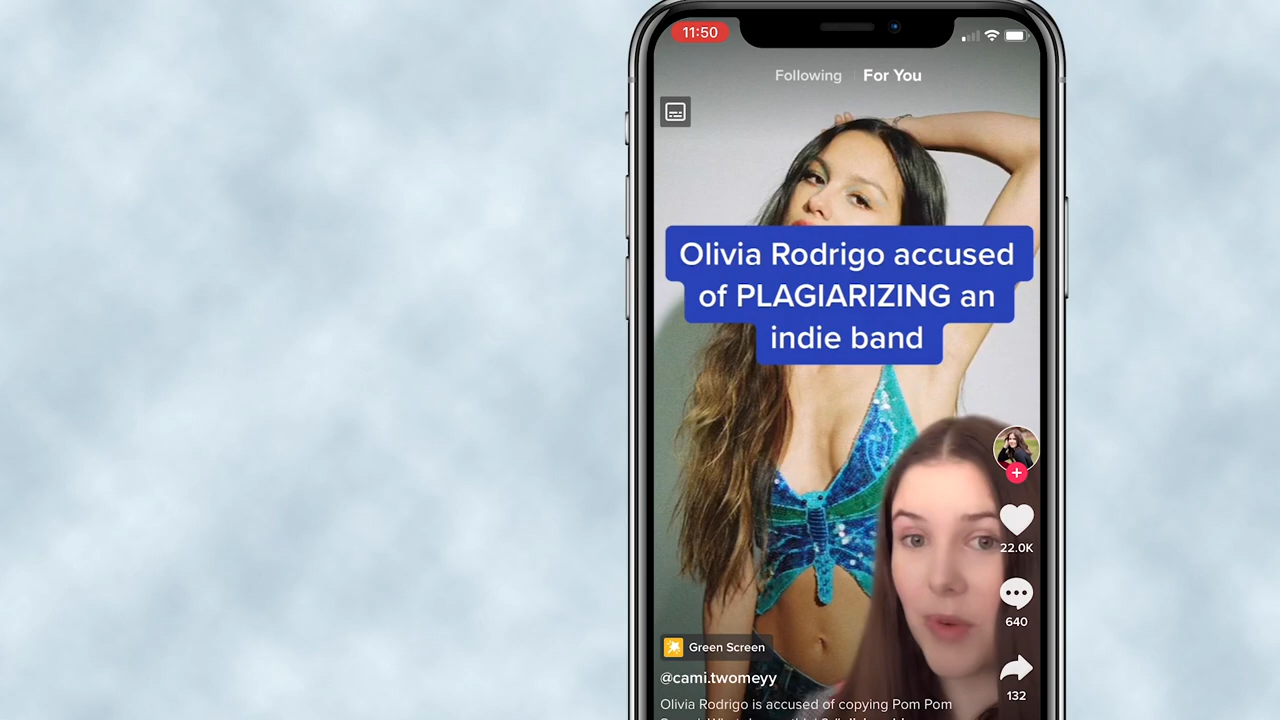 11:50
Following For You
Olivia Rodrigo accused
of PLAGIARIZING an
indie band
22.0K
640
Green Screen
@cami.twomeyy
132
Olivia Rodrigo is accused of copying Pom Pom